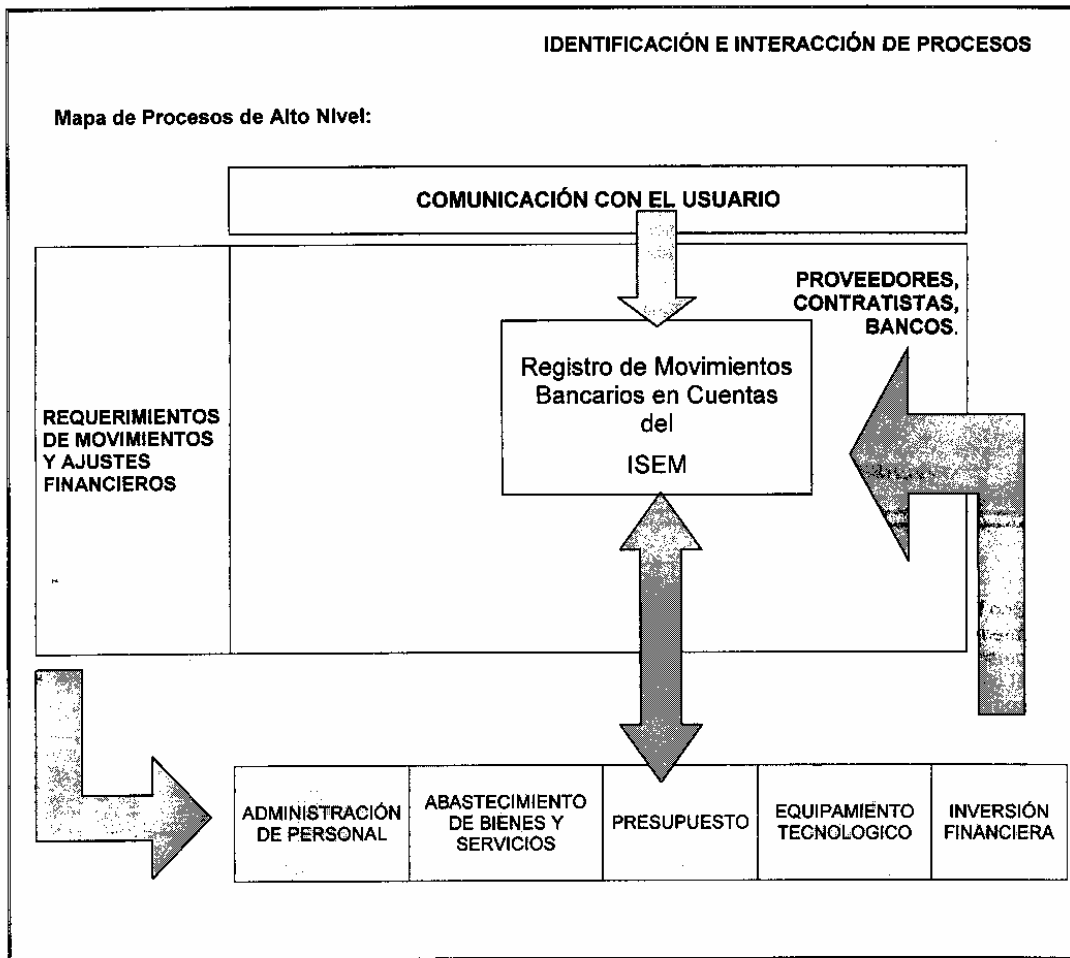 IDENTIFICACIÓN E INTERACCIÓN DE PROCESOS
Mapa de Procesos de Alto Nivel:
COMUNICACIÓN CON EL USUARIO
PROVEEDORES,
CONTRATISTAS,
BANCOS.
Registro de Movimientos
Bancarios en Cuentas
del
ISEM
REQUERIMIENTOS
DE MOVIMIENTOS
Y AJUSTES
FINANCIEROS
ADMINISTRACIÓN
DE PERSONAL
ABASTECIMIENTO
DE BIENES Y
SERVICIOS
PRESUPUESTO
EQUIPAMIENTO
TECNOLOGICO
INVERSIÓN
FINANCIERA